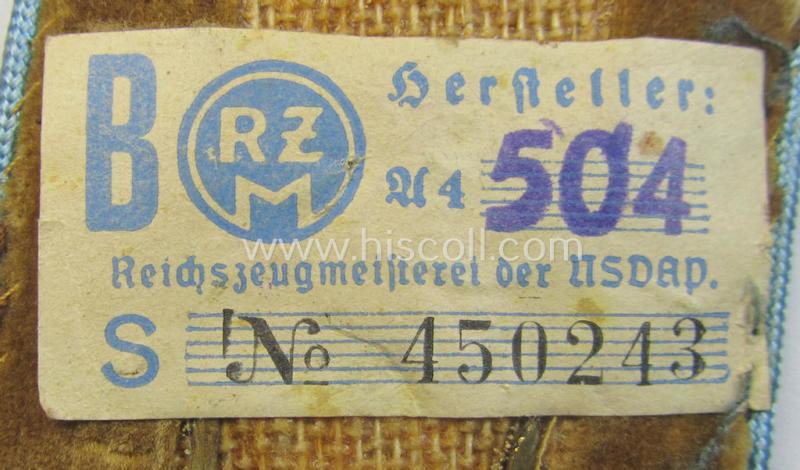 B RZM Hersteller:
A4 504
www.hiscoll.com
Reichszeugmeisterei der NSDAP.
S No 450243